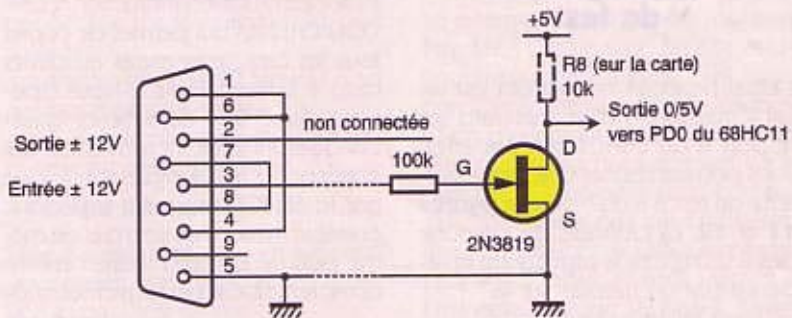 +5V
R8 (sur la carte)
10k
Sortie 0/5V
vers PD0 du 68HC11
1
6
2
non connectée
Sortie ± 12V
7
100k
G
D
Entrée ± 12V
3
8
S
4
2N3819
9
5